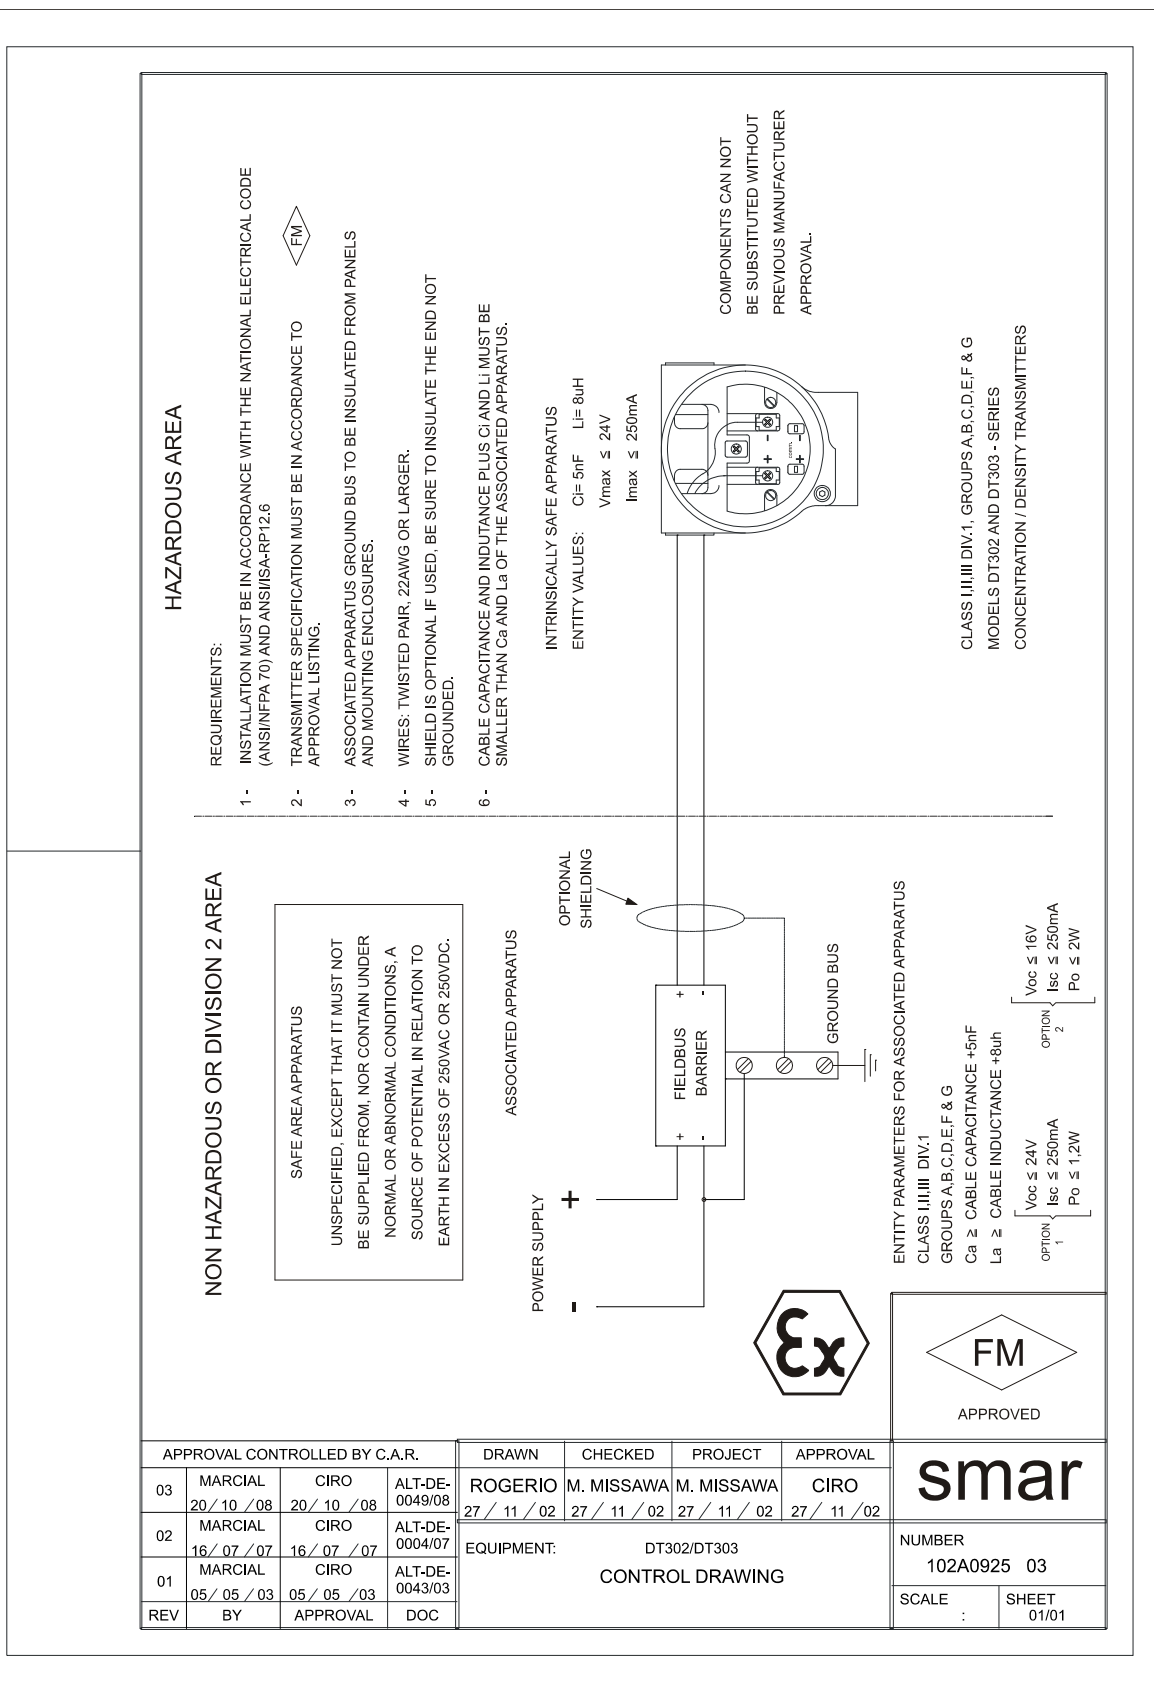 NON HAZARDOUS OR DIVISION 2 AREA
HAZARDOUS AREA
SAFE AREA APPARATUS
UNSPECIFIED, EXCEPT THAT IT MUST NOT
BE SUPPLIED FROM, NOR CONTAIN UNDER
NORMAL OR ABNORMAL CONDITIONS, A
SOURCE OF POTENTIAL IN RELATION TO
EARTH IN EXCESS OF 250VAC OR 250VDC.
REQUIREMENTS:
1 - INSTALLATION MUST BE IN ACCORDANCE WITH THE NATIONAL ELECTRICAL CODE
(ANSI/NFPA 70) AND ANSI/ISA-RP12.6
2 - TRANSMITTER SPECIFICATION MUST BE IN ACCORDANCE TO FM
APPROVAL LISTING.
3 - ASSOCIATED APPARATUS GROUND BUS TO BE INSULATED FROM PANELS
AND MOUNTING ENCLOSURES.
4 - WIRES: TWISTED PAIR, 22AWG OR LARGER.
5 - SHIELD IS OPTIONAL IF USED, BE SURE TO INSULATE THE END NOT
GROUNDED.
6 - CABLE CAPACITANCE AND INDUTANCE PLUS Ci AND Li MUST BE
SMALLER THAN Ca AND La OF THE ASSOCIATED APPARATUS.
ASSOCIATED APPARATUS
OPTIONAL
SHIELDING
POWER SUPPLY
- +
FIELDBUS
BARRIER
+ -
+ -
GROUND BUS
INTRINSICALLY SAFE APPARATUS
ENTITY VALUES: Ci= 5nF Li= 8uH
Vmax ≤ 24V
Imax ≤ 250mA
+ -
COMM.
+ -
COMPONENTS CAN NOT
BE SUBSTITUTED WITHOUT
PREVIOUS MANUFACTURER
APPROVAL.
ENTITY PARAMETERS FOR ASSOCIATED APPARATUS
CLASS I,II,III DIV.1
GROUPS A,B,C,D,E,F & G
Ca ≥ CABLE CAPACITANCE +5nF
La ≥ CABLE INDUCTANCE +8uh
OPTION
1
Voc ≤ 24V
Isc ≤ 250mA
Po ≤ 1,2W
OPTION
2
Voc ≤ 16V
Isc ≤ 250mA
Po ≤ 2W
CLASS I,II,III DIV.1, GROUPS A,B,C,D,E,F & G
MODELS DT302 AND DT303 - SERIES
CONCENTRATION / DENSITY TRANSMITTERS
Ex
FM
APPROVED
APPROVAL CONTROLLED BY C.A.R.
03 MARCIAL CIRO ALT-DE-
20/ 10 /08 20/ 10 /08 0049/08
02 MARCIAL CIRO ALT-DE-
16/ 07 /07 16/ 07 /07 0004/07
01 MARCIAL CIRO ALT-DE-
05/ 05 /03 05/ 05 /03 0043/03
REV BY APPROVAL DOC
DRAWN CHECKED PROJECT APPROVAL
ROGERIO M. MISSAWA M. MISSAWA CIRO
27 / 11 / 02 27 / 11 / 02 27 / 11 / 02 27 / 11 /02
EQUIPMENT: DT302/DT303
CONTROL DRAWING
smar
NUMBER
102A0925 03
SCALE
:
SHEET
01/01